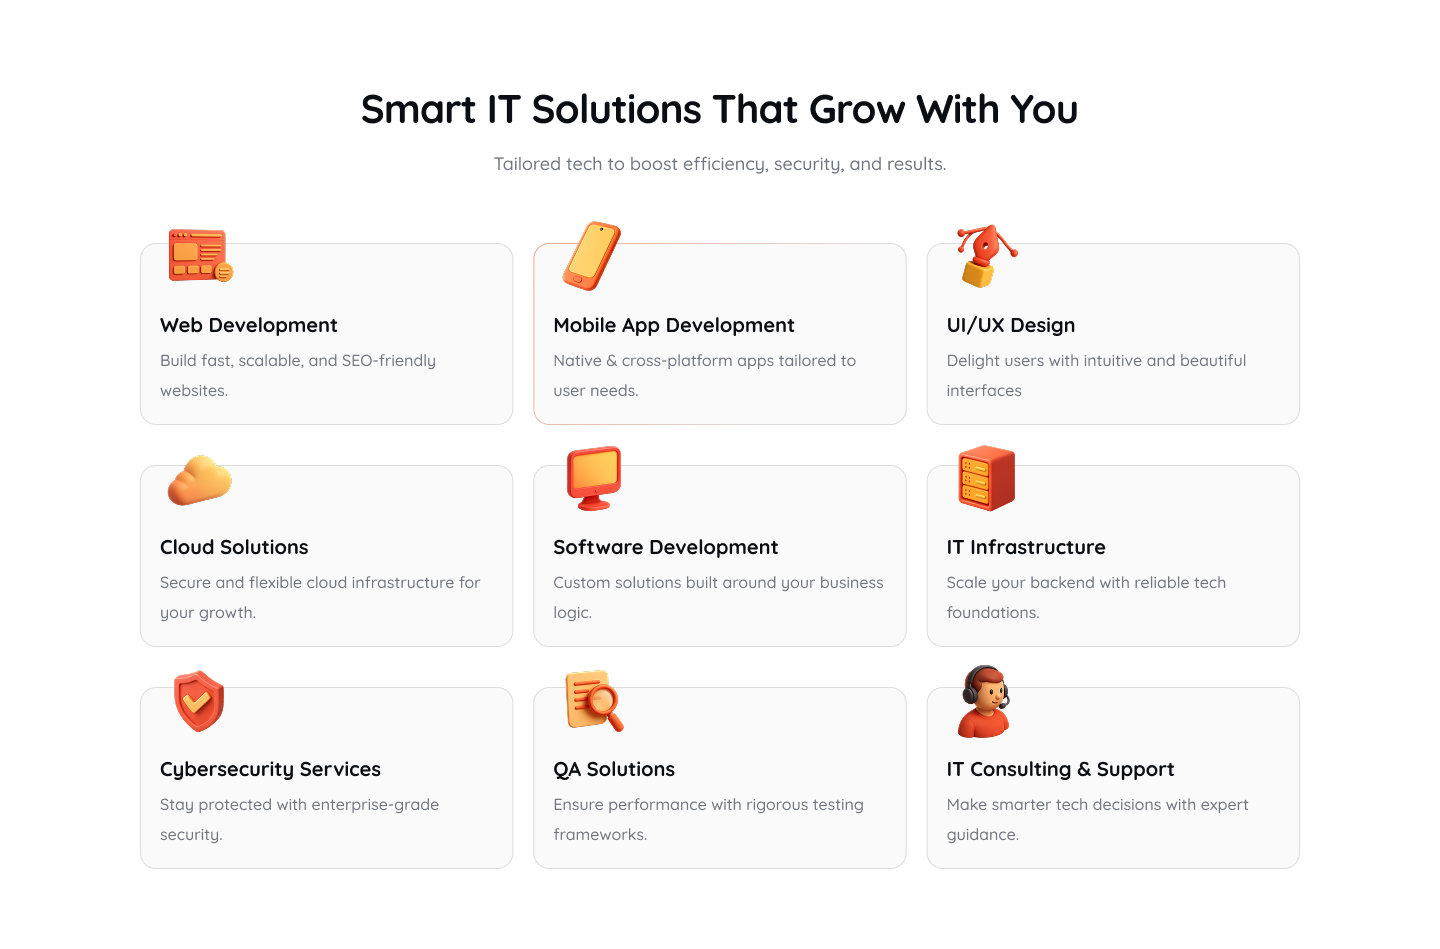 Smart IT Solutions That Grow With You
Tailored tech to boost efficiency, security, and results.
Web Development
Build fast, scalable, and SEO-friendly
websites.
Mobile App Development
Native & cross-platform apps tailored to
user needs.
UI/UX Design
Delight users with intuitive and beautiful
interfaces
Cloud Solutions
Secure and flexible cloud infrastructure for
your growth.
Software Development
Custom solutions built around your business
logic.
IT Infrastructure
Scale your backend with reliable tech
foundations.
Cybersecurity Services
Stay protected with enterprise-grade
security.
QA Solutions
Ensure performance with rigorous testing
frameworks.
IT Consulting & Support
Make smarter tech decisions with expert
guidance.